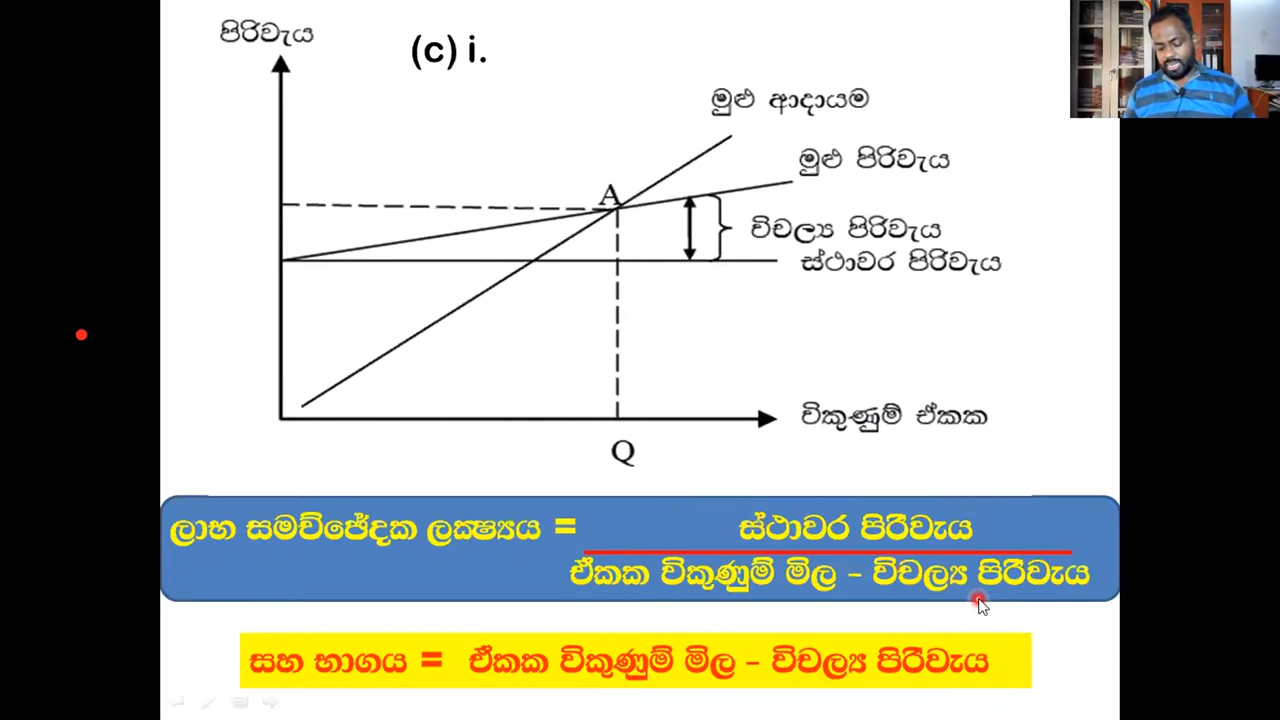 පිරිවැය
(c) i.
මුළු ආදායම
මුළු පිරිවැය
A
විචල්‍ය පිරිවැය
ස්ථාවර පිරිවැය
විකුණුම් ඒකක
Q
ලාභ සමච්ඡේදක ලක්‍ෂ්‍යය = ස්ථාවර පිරිවැය
ඒකක විකුණුම් මිල - විචල්‍ය පිරිවැය
සහ භාගය = ඒකක විකුණුම් මිල - විචල්‍ය පිරිවැය